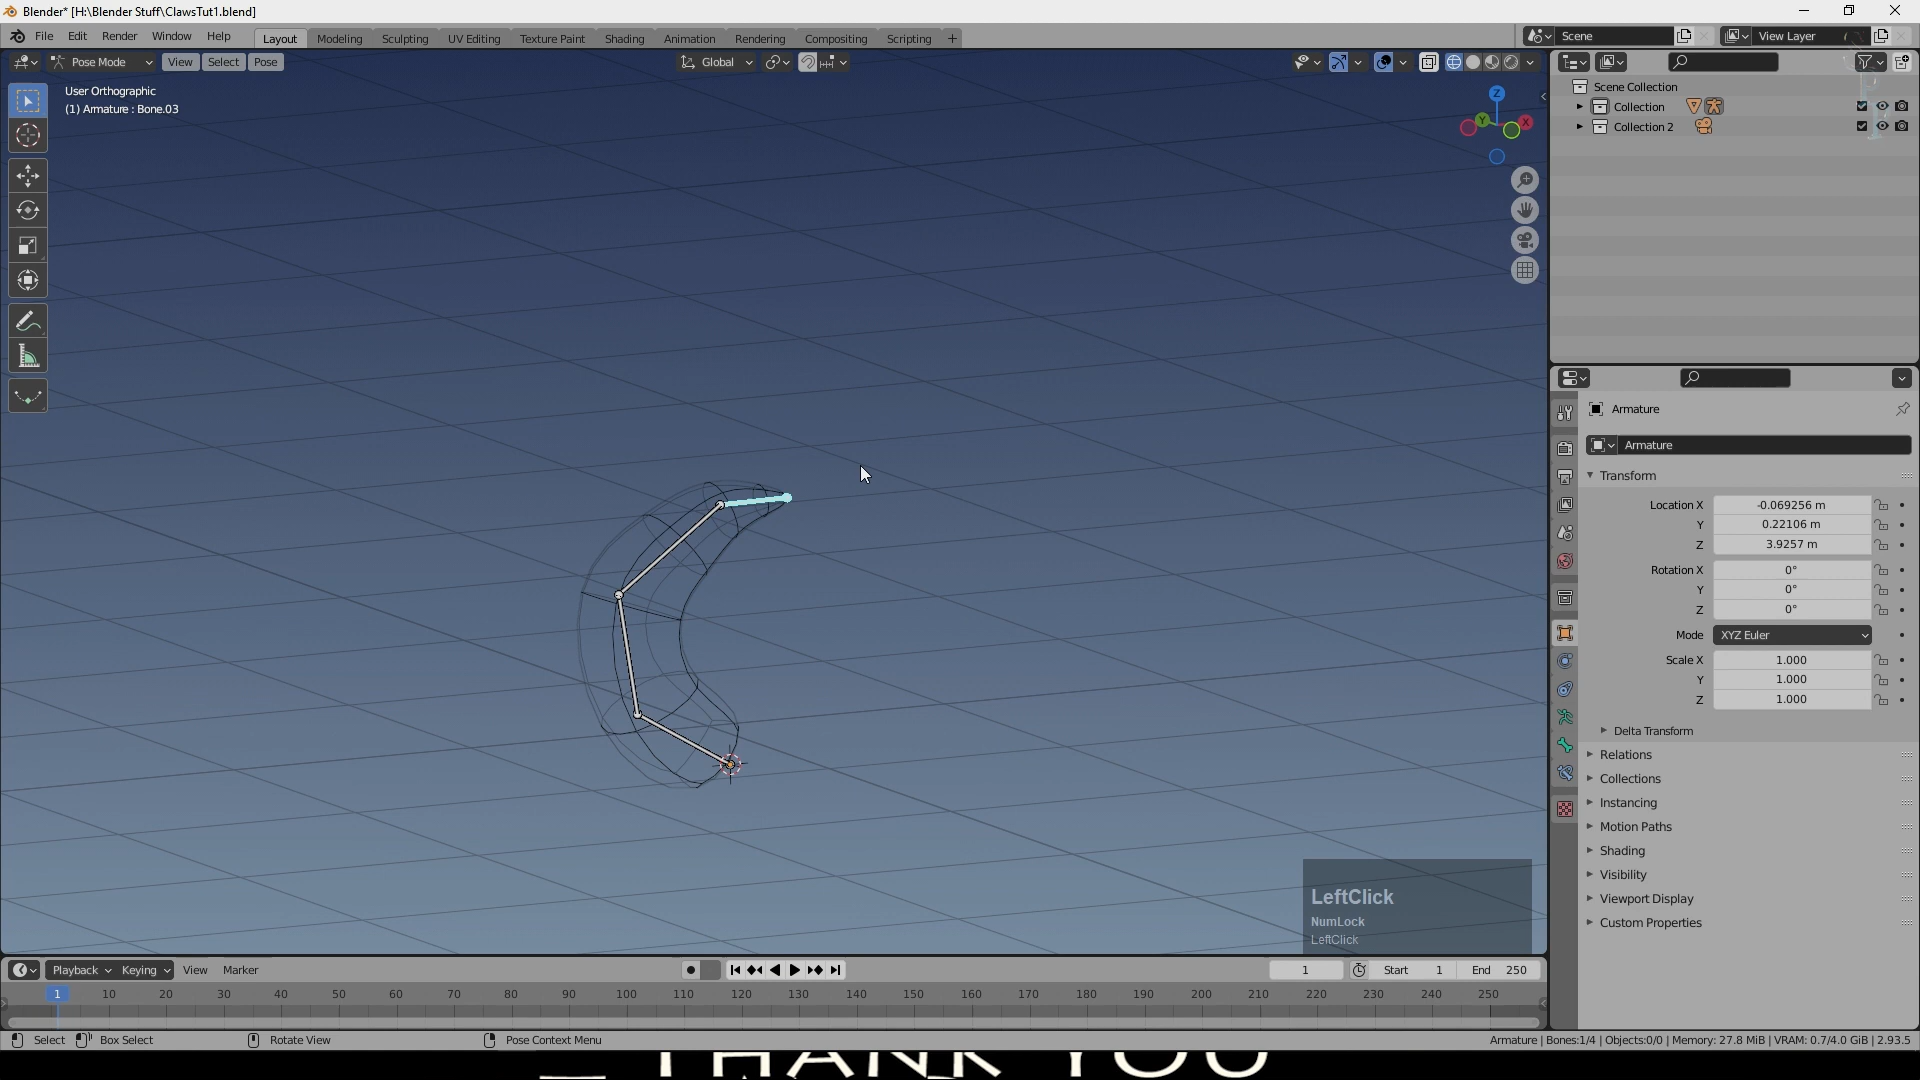 Blender* [H:\Blender Stuff\ClawsTut1.blend]
File Edit Render Window Help Layout Modeling Sculpting UV Editing Texture Paint Shading Animation Rendering Compositing Scripting + Scene View Layer
Pose Mode View Select Pose Global
User Orthographic
(1) Armature : Bone.03
Z
Y X
Scene Collection
Collection
Collection 2
Armature
Armature
Transform
Location X -0.069256 m
Y 0.22106 m
Z 3.9257 m
Rotation X 0°
Y 0°
Z 0°
Mode XYZ Euler
Scale X 1.000
Y 1.000
Z 1.000
Delta Transform
Relations
Collections
Instancing
Motion Paths
Shading
Visibility
Viewport Display
Custom Properties
LeftClick
NumLock
LeftClick
Playback Keying View Marker 1 Start 1 End 250
1 10 20 30 40 50 60 70 80 90 100 110 120 130 140 150 160 170 180 190 200 210 220 230 240 250
Select Box Select Rotate View Pose Context Menu Armature | Bones:1/4 | Objects:0/0 | Memory: 27.8 MiB | VRAM: 0.7/4.0 GiB | 2.93.5
THANK YOU